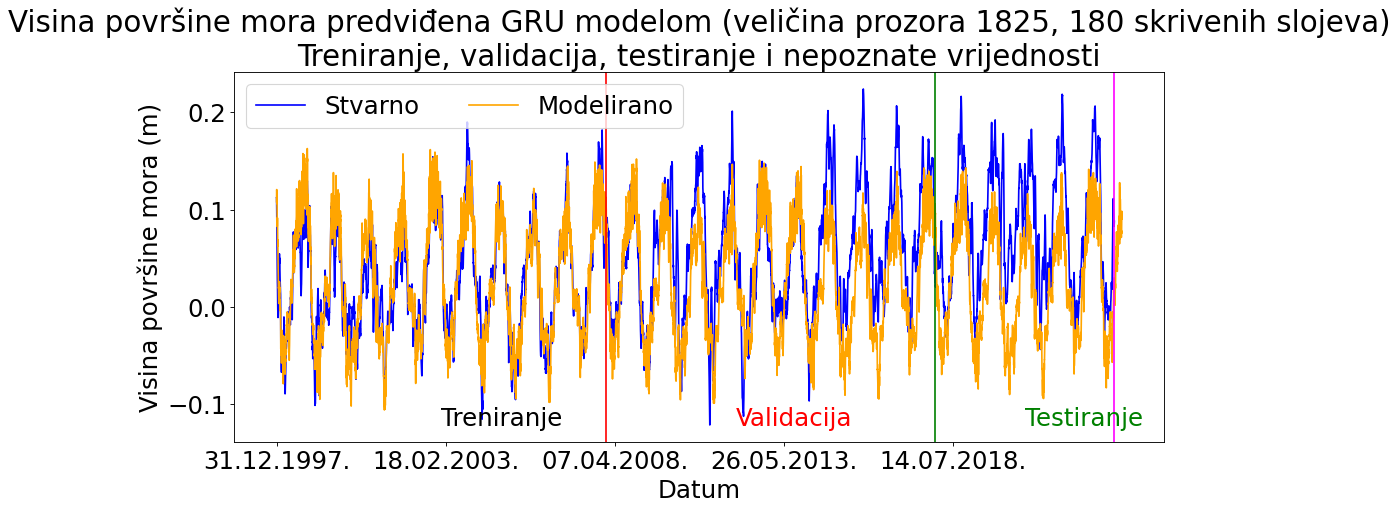 Visina površine mora predviđena GRU modelom (veličina prozora 1825, 180 skrivenih slojeva)
Treniranje, validacija, testiranje i nepoznate vrijednosti
Stvarno
Modelirano
Visina površine mora (m)
0.2
0.1
0.0
−0.1
Treniranje
Validacija
Testiranje
31.12.1997.
18.02.2003.
07.04.2008.
26.05.2013.
14.07.2018.
Datum